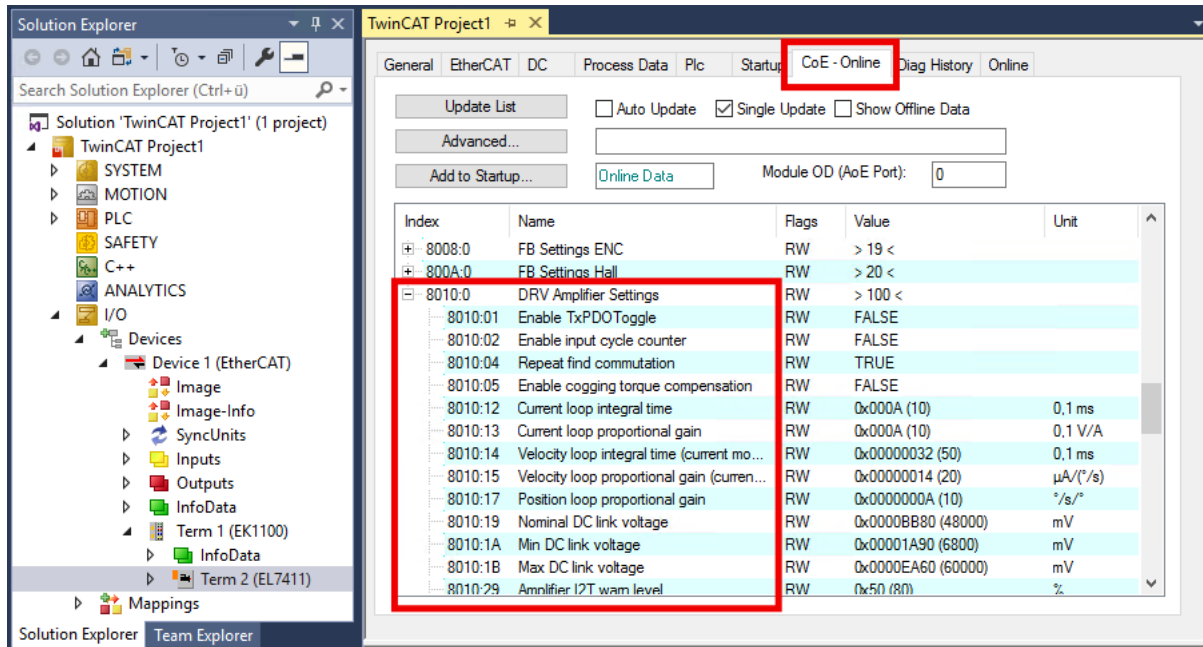 Solution Explorer
Search Solution Explorer (Ctrl+ü)
Solution 'TwinCAT Project1' (1 project)
TwinCAT Project1
SYSTEM
MOTION
PLC
SAFETY
C++
ANALYTICS
I/O
Devices
Device 1 (EtherCAT)
Image
Image-Info
SyncUnits
Inputs
Outputs
InfoData
Term 1 (EK1100)
InfoData
Term 2 (EL7411)
Mappings
Solution Explorer Team Explorer
TwinCAT Project1
General EtherCAT DC Process Data Plc Startup CoE - Online Diag History Online
Update List Auto Update Single Update Show Offline Data
Advanced...
Add to Startup... Online Data Module OD (AoE Port): 0
Index Name Flags Value Unit
8008:0 FB Settings ENC RW > 19 <
800A:0 FB Settings Hall RW > 20 <
8010:0 DRV Amplifier Settings RW > 100 <
8010:01 Enable TxPDOToggle RW FALSE
8010:02 Enable input cycle counter RW FALSE
8010:04 Repeat find commutation RW TRUE
8010:05 Enable cogging torque compensation RW FALSE
8010:12 Current loop integral time RW 0x000A (10) 0,1 ms
8010:13 Current loop proportional gain RW 0x000A (10) 0,1 V/A
8010:14 Velocity loop integral time (current mo... RW 0x00000032 (50) 0,1 ms
8010:15 Velocity loop proportional gain (curren... RW 0x00000014 (20) µA/(°/s)
8010:17 Position loop proportional gain RW 0x0000000A (10) °/s/°
8010:19 Nominal DC link voltage RW 0x0000BB80 (48000) mV
8010:1A Min DC link voltage RW 0x00001A90 (6800) mV
8010:1B Max DC link voltage RW 0x0000EA60 (60000) mV
8010:29 Amplifier I2T warn level RW 0x50 (80) %